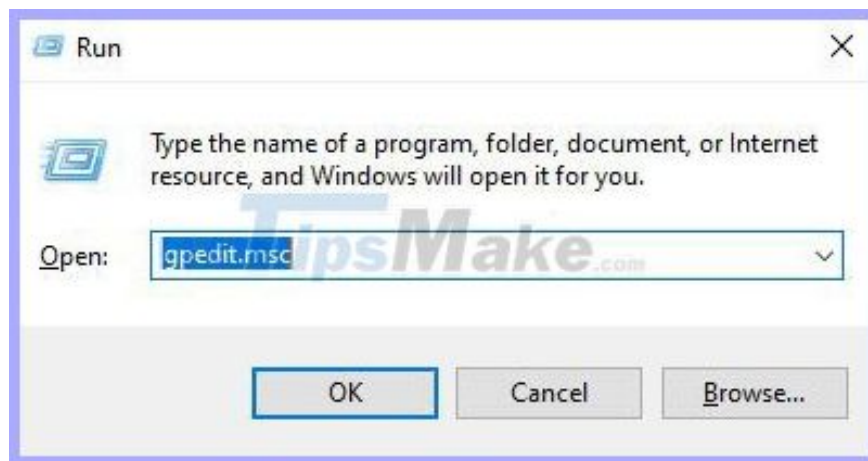 Run
Type the name of a program, folder, document, or Internet
resource, and Windows will open it for you.
Open: gpedit.msc
TipsMake.com
OK Cancel Browse...